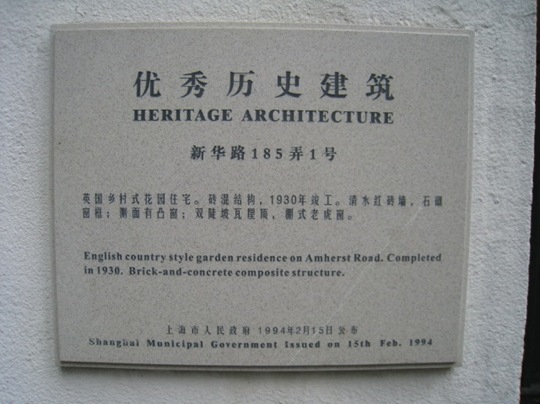 优秀历史建筑
HERITAGE ARCHITECTURE
新华路185弄1号
英国乡村式花园住宅。砖混结构，1930年竣工。清水红砖墙，石砌
窗框；侧面有凸窗；双陡坡瓦屋顶，棚式老虎窗。
English country style garden residence on Amherst Road. Completed
in 1930. Brick-and-concrete composite structure.
上海市人民政府 1994年2月15日公布
Shanghai Municipal Government Issued on 15th Feb. 1994